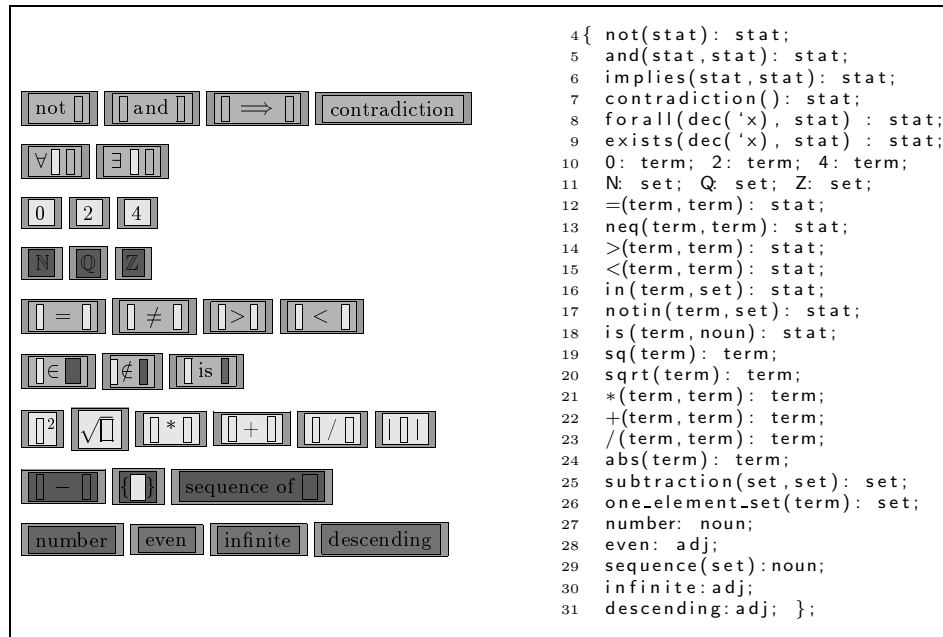 not [] [] and [] [] ⟹ [] contradiction
∀ [] [] ∃ [] []
0 2 4
ℕ ℚ ℤ
[] = [] [] ≠ [] [] > [] [] < []
[] ∈ [] [] ∉ [] [] is []
[]² √[] [] * [] [] + [] [] / [] | [] |
[] − [] { [] } sequence of []
number even infinite descending
4 { not(stat): stat;
5 and(stat,stat): stat;
6 implies(stat,stat): stat;
7 contradiction(): stat;
8 forall(dec(‘x), stat) : stat;
9 exists(dec(‘x), stat) : stat;
10 0: term; 2: term; 4: term;
11 N: set; Q: set; Z: set;
12 =(term,term): stat;
13 neq(term,term): stat;
14 >(term,term): stat;
15 <(term,term): stat;
16 in(term,set): stat;
17 notin(term,set): stat;
18 is(term,noun): stat;
19 sq(term): term;
20 sqrt(term): term;
21 *(term,term): term;
22 +(term,term): term;
23 /(term,term): term;
24 abs(term): term;
25 subtraction(set,set): set;
26 one_element_set(term): set;
27 number: noun;
28 even: adj;
29 sequence(set):noun;
30 infinite:adj;
31 descending:adj; };